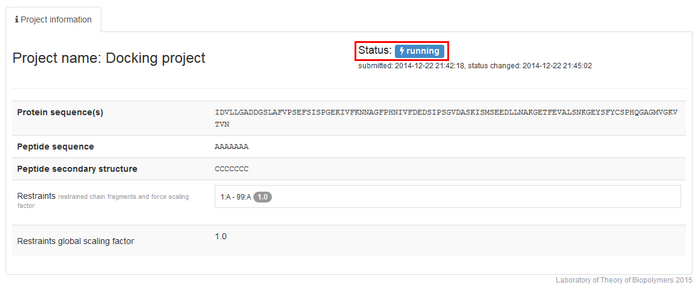 Project information
Project name: Docking project
Status: running
submitted: 2014-12-22 21:42:18, status changed: 2014-12-22 21:45:02
Protein sequence(s) IDVLLGADDGSLAFVPSEFSISPGEKIVFKNNAGFPHNIVFDEDSIPSGVDASKISMSEEDLLNAKGETFEVALSNKGEYSFYCSPHQGAGMVGKV
TVN
Peptide sequence AAAAAAA
Peptide secondary structure CCCCCCC
Restraints restrained chain fragments and force scaling 1:A - 99:A 1.0
factor
Restraints global scaling factor 1.0
Laboratory of Theory of Biopolymers 2015